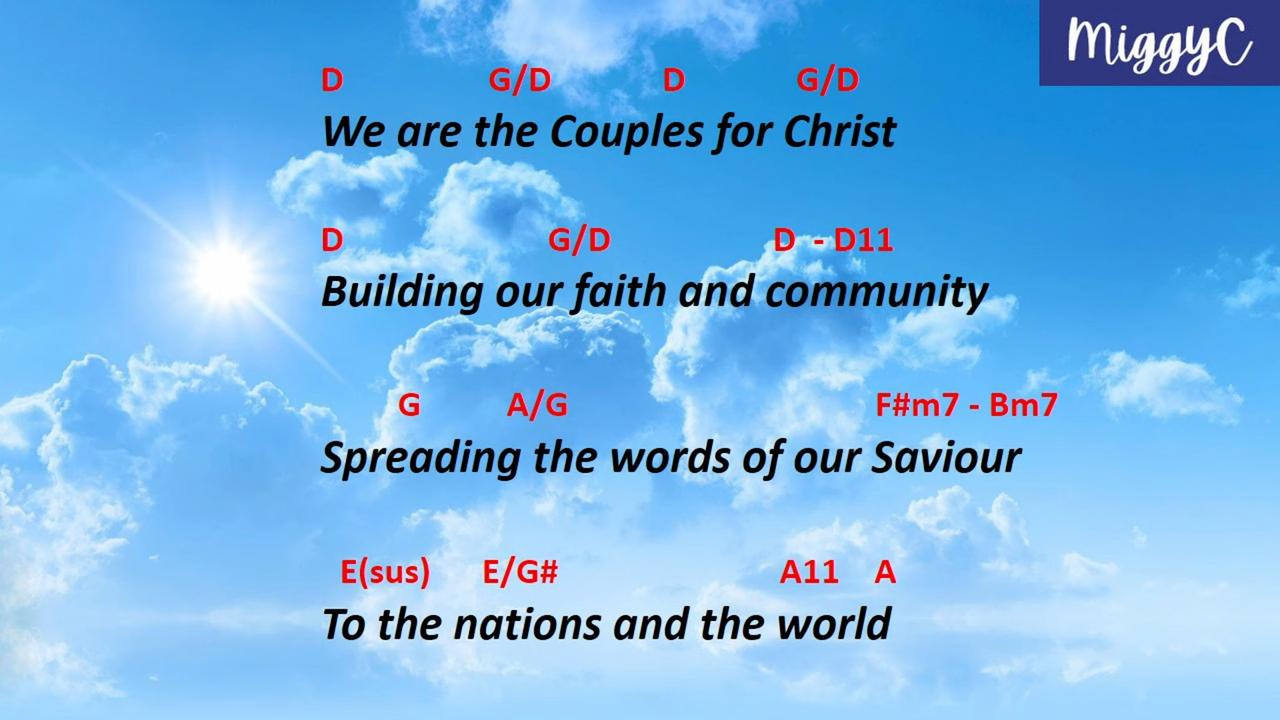 MiggyC
D G/D D G/D
We are the Couples for Christ
D G/D D - D11
Building our faith and community
G A/G F#m7 - Bm7
Spreading the words of our Saviour
E(sus) E/G# A11 A
To the nations and the world